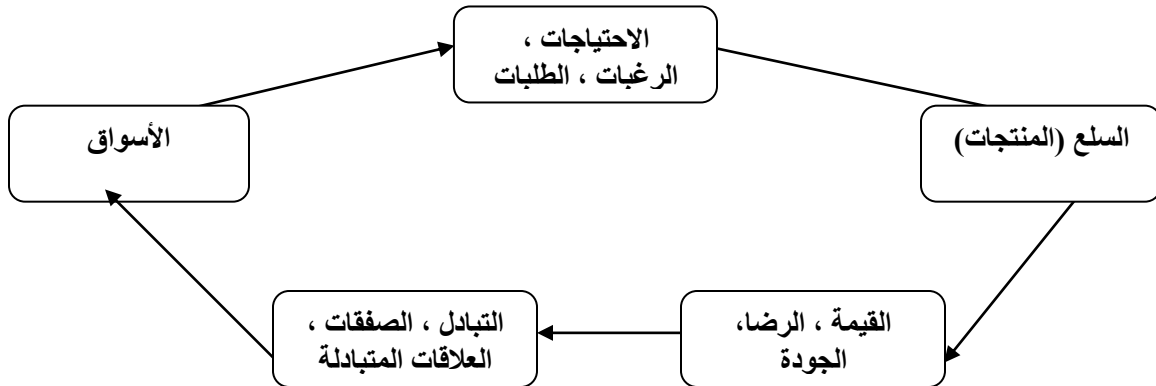 الاحتياجات ،
الرغبات ، الطلبات
السلع (المنتجات)
الأسواق
القيمة ، الرضا،
الجودة
التبادل ، الصفقات ،
العلاقات المتبادلة